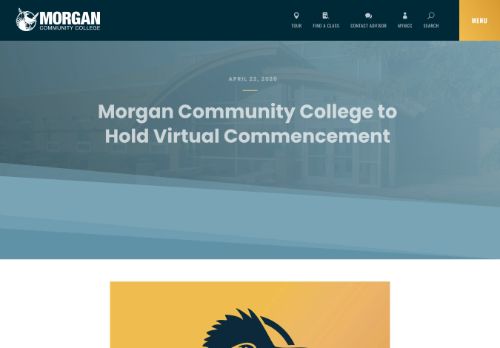 MORGAN
COMMUNITY COLLEGE
TOUR
FIND A CLASS
CONTACT ADVISOR
MYMCC
SEARCH
MENU
APRIL 22, 2020
Morgan Community College to
Hold Virtual Commencement